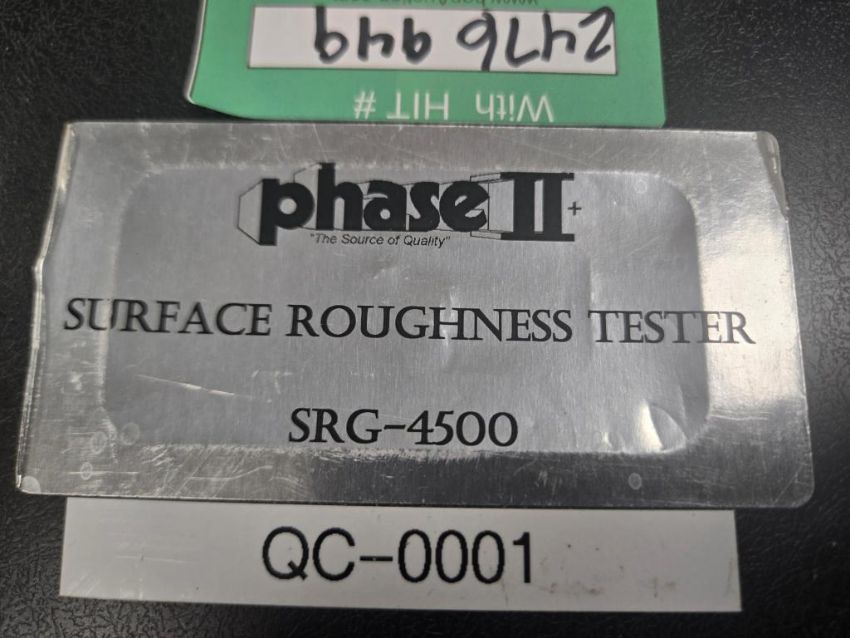 With HIT #
2476 949
phase II+
"The Source of Quality"
SURFACE ROUGHNESS TESTER
SRG-4500
QC-0001